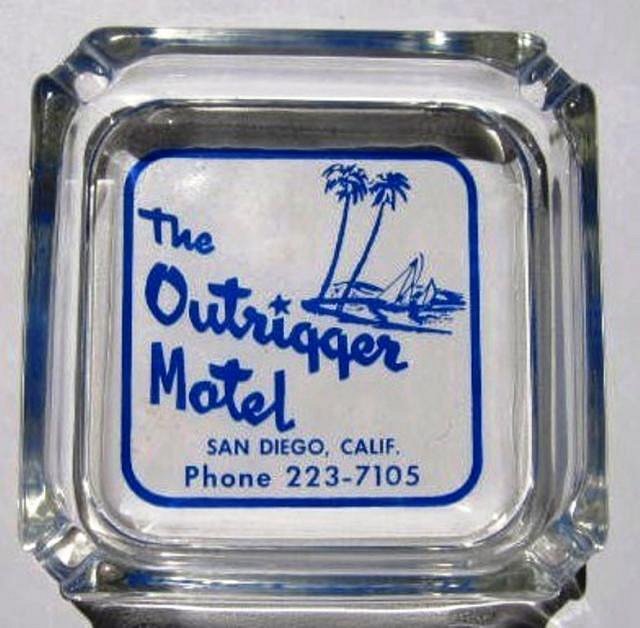 The
Outrigger
Motel
SAN DIEGO, CALIF.
Phone 223-7105